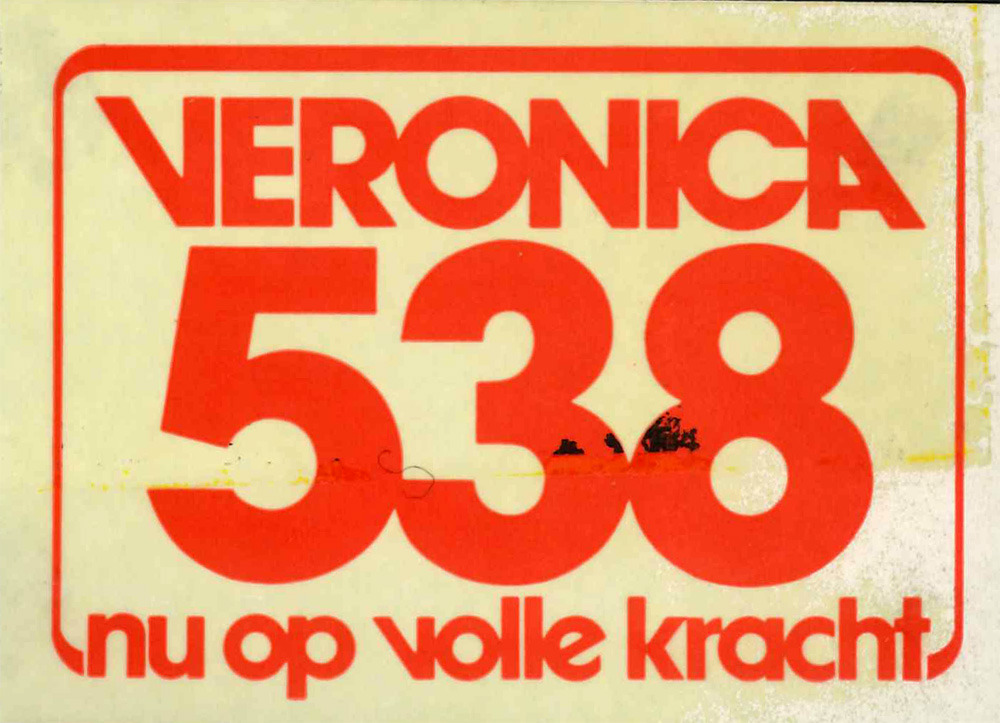 VERONICA
538
nu op volle kracht